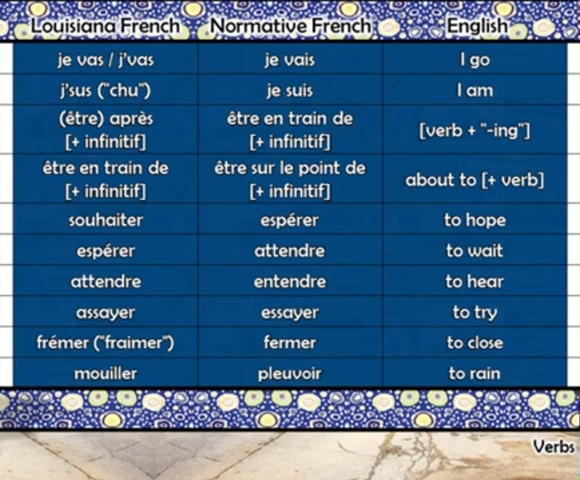 Louisiana French Normative French English
je vas / j'vas je vais I go
j'sus ("chu") je suis I am
(être) après être en train de [verb + "-ing"]
[+ infinitif] [+ infinitif]
être en train de être sur le point de about to [+ verb]
[+ infinitif] [+ infinitif]
souhaiter espérer to hope
espérer attendre to wait
attendre entendre to hear
assayer essayer to try
frémer ("fraimer") fermer to close
mouiller pleuvoir to rain
Verbs